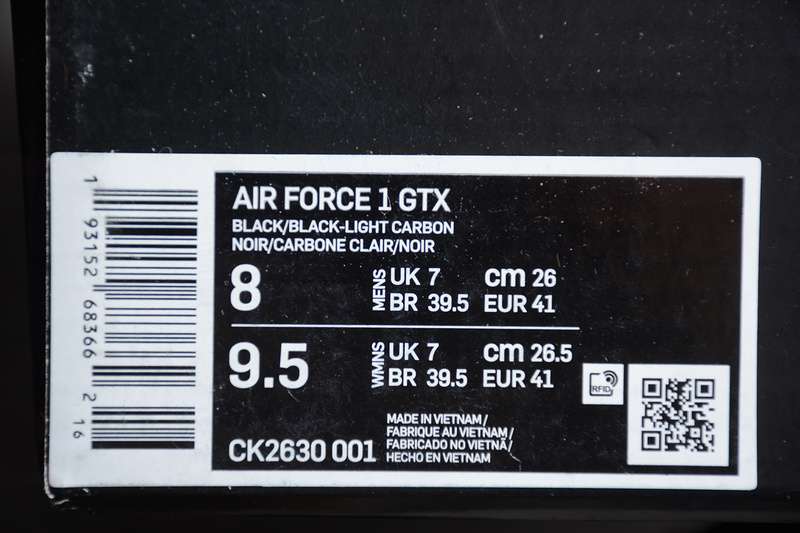 AIR FORCE 1 GTX
BLACK/BLACK-LIGHT CARBON
NOIR/CARBONE CLAIR/NOIR
8 MENS UK 7 cm 26
BR 39.5 EUR 41
9.5 WMNS UK 7 cm 26.5
BR 39.5 EUR 41
RFID
MADE IN VIETNAM/
FABRIQUE AU VIETNAM/
FABRICADO NO VIETNÃ/
HECHO EN VIETNAM
CK2630 001
1 93152 68366 2
16